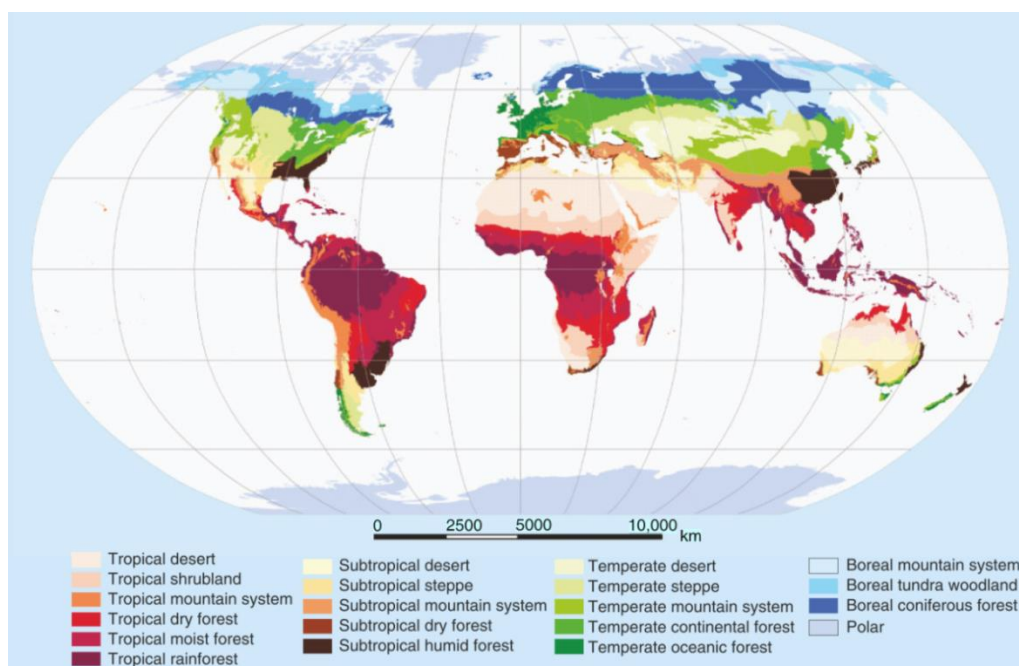 0 2500 5000 10,000 km
Tropical desert
Tropical shrubland
Tropical mountain system
Tropical dry forest
Tropical moist forest
Tropical rainforest
Subtropical desert
Subtropical steppe
Subtropical mountain system
Subtropical dry forest
Subtropical humid forest
Temperate desert
Temperate steppe
Temperate mountain system
Temperate continental forest
Temperate oceanic forest
Boreal mountain system
Boreal tundra woodland
Boreal coniferous forest
Polar